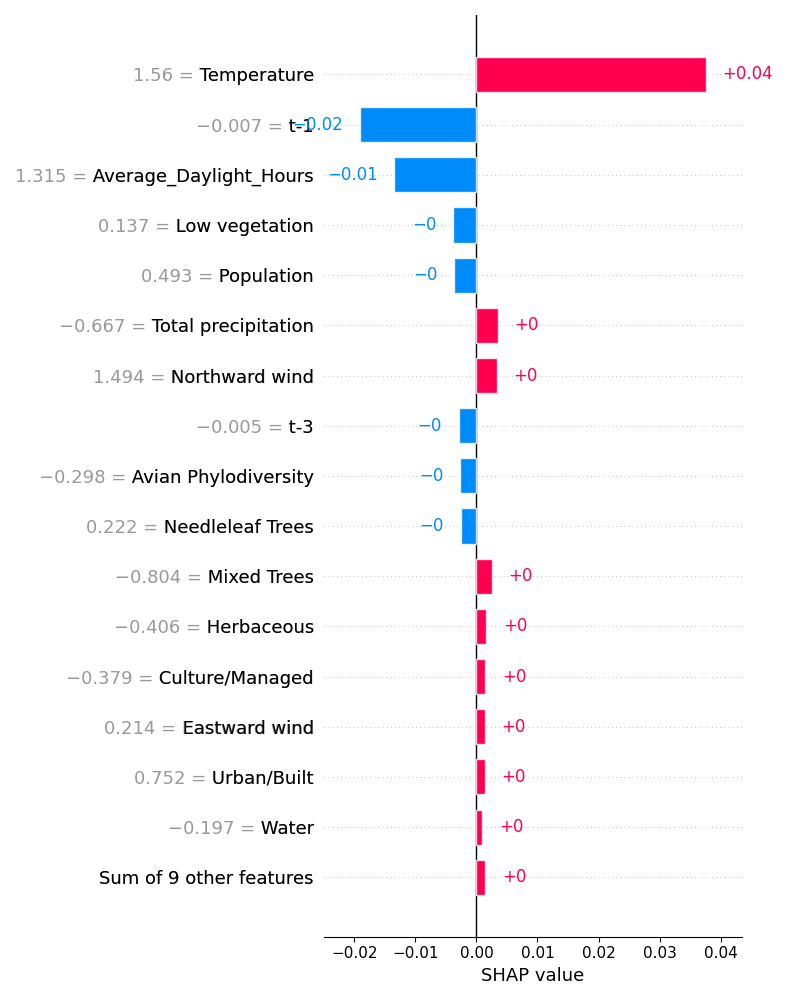 1.56 = Temperature +0.04
−0.007 = t-1 −0.02
1.315 = Average_Daylight_Hours −0.01
0.137 = Low vegetation −0
0.493 = Population −0
−0.667 = Total precipitation +0
1.494 = Northward wind +0
−0.005 = t-3 −0
−0.298 = Avian Phylodiversity −0
0.222 = Needleleaf Trees −0
−0.804 = Mixed Trees +0
−0.406 = Herbaceous +0
−0.379 = Culture/Managed +0
0.214 = Eastward wind +0
0.752 = Urban/Built +0
−0.197 = Water +0
Sum of 9 other features +0
−0.02 −0.01 0.00 0.01 0.02 0.03 0.04
SHAP value